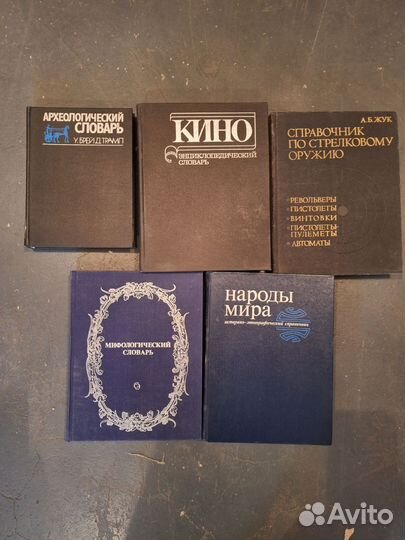 АРХЕОЛОГИЧЕСКИЙ
СЛОВАРЬ
У. БРЕЙ, Д. ТРАМП
КИНО
ЭНЦИКЛОПЕДИЧЕСКИЙ
СЛОВАРЬ
А.Б.ЖУК
СПРАВОЧНИК
ПО СТРЕЛКОВОМУ
ОРУЖИЮ
РЕВОЛЬВЕРЫ
ПИСТОЛЕТЫ
ВИНТОВКИ
ПИСТОЛЕТЫ-
ПУЛЕМЕТЫ
АВТОМАТЫ
МИФОЛОГИЧЕСКИЙ
СЛОВАРЬ
народы
мира
историко-этнографический справочник
Avito